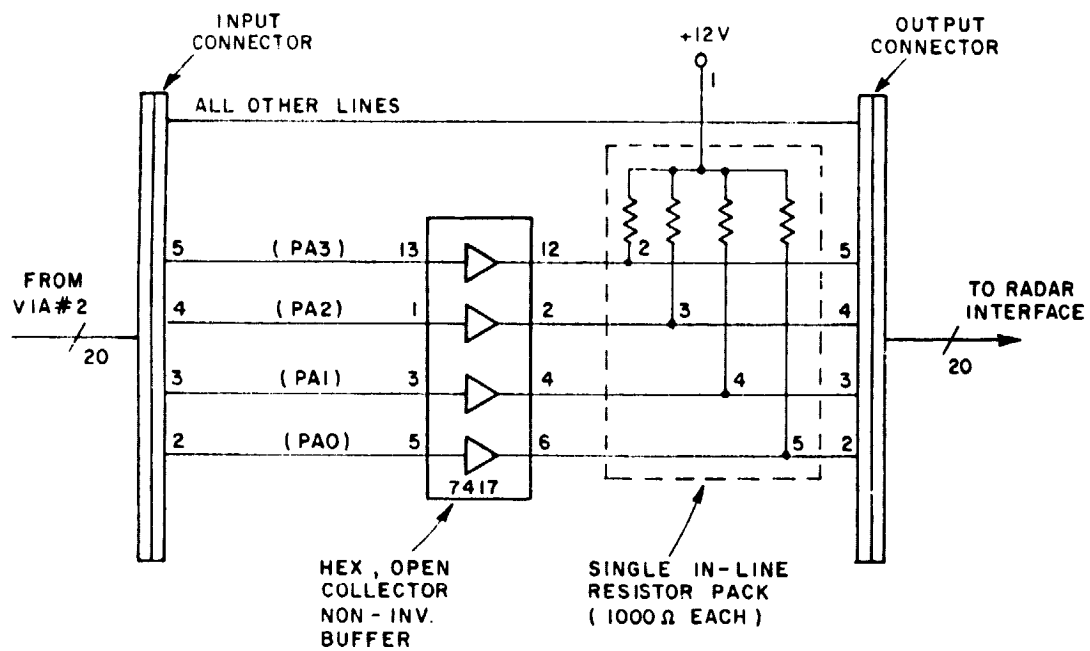 INPUT
CONNECTOR
+12V
1
OUTPUT
CONNECTOR
ALL OTHER LINES
5 (PA3) 13 12 2 5
FROM
VIA#2
20
4 (PA2) 1 2 3 4
TO RADAR
INTERFACE
20
3 (PA1) 3 4 4 3
2 (PA0) 5 6 5 2
7417
HEX, OPEN
COLLECTOR
NON-INV.
BUFFER
SINGLE IN-LINE
RESISTOR PACK
(1000Ω EACH)